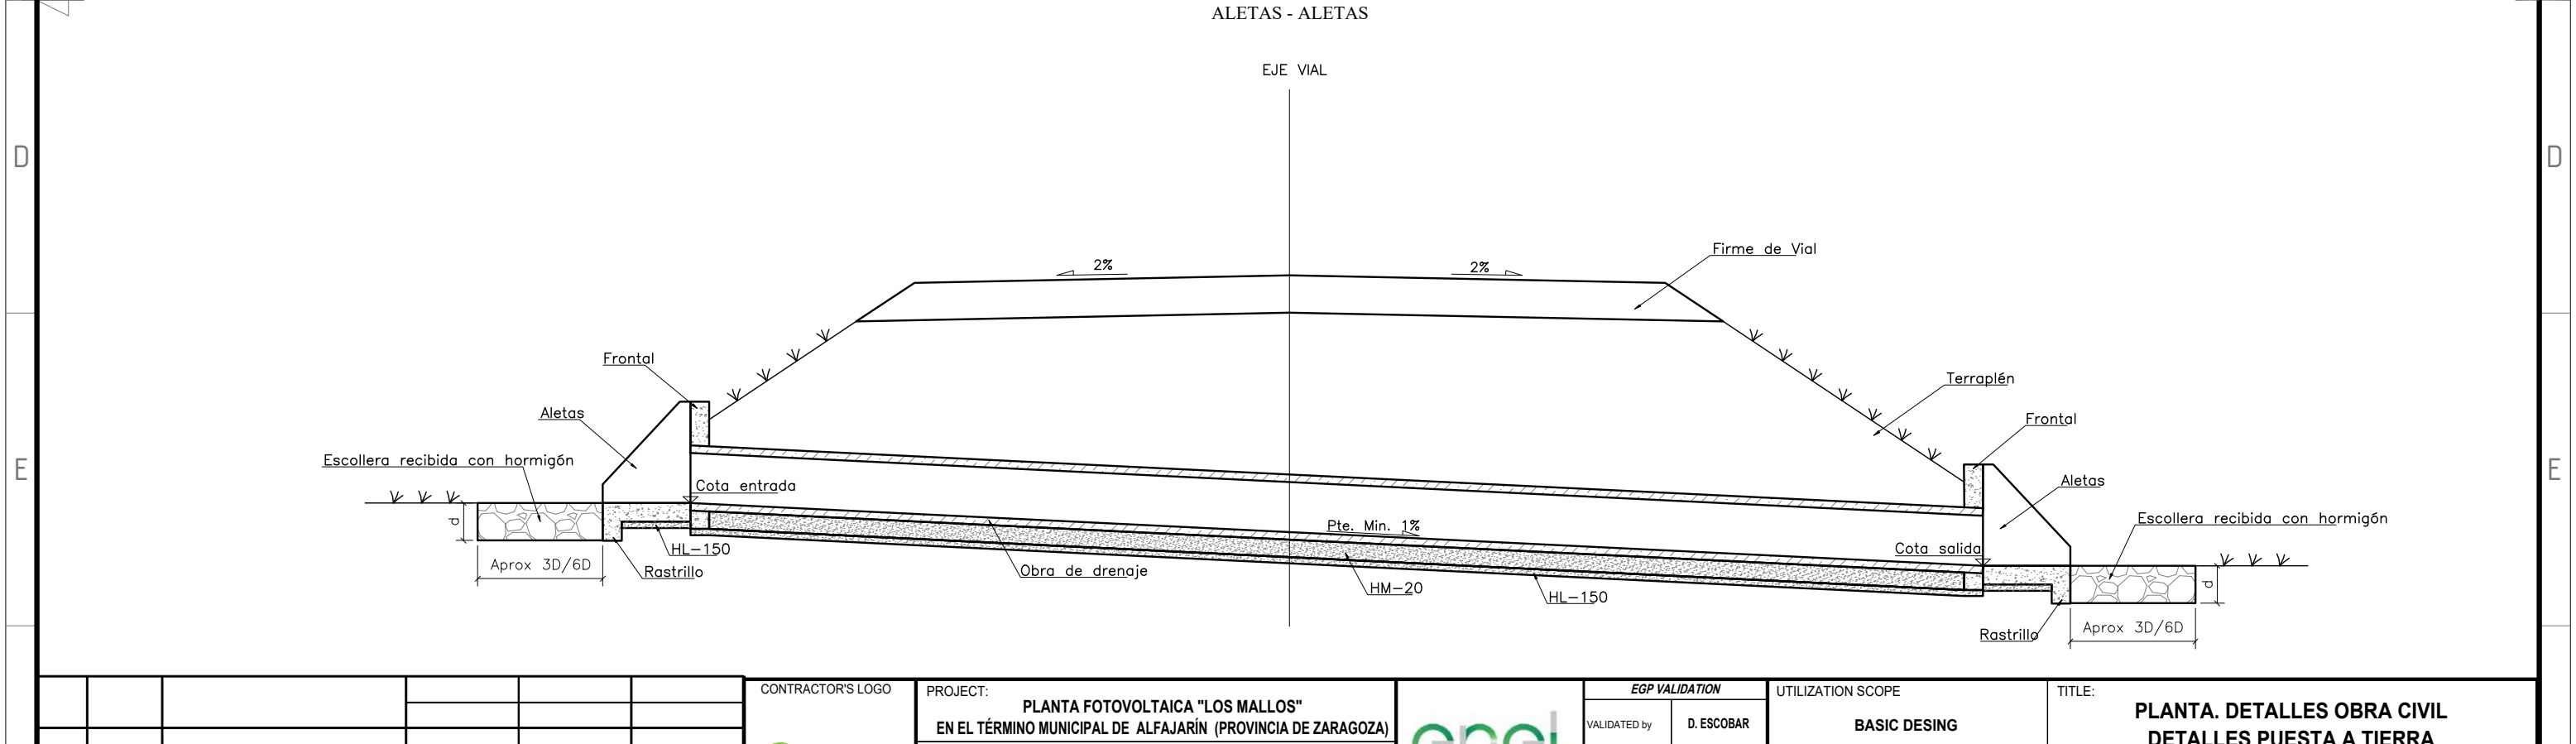 ALETAS - ALETAS
EJE VIAL
D
D
2%
2%
Firme de Vial
Frontal
Terraplén
Aletas
Frontal
Escollera recibida con hormigón
E
E
Cota entrada
Aletas
d
Pte. Min. 1%
Escollera recibida con hormigón
HL-150
Cota salida
Aprox 3D/6D
Rastrillo
Obra de drenaje
HM-20
HL-150
d
Rastrillo
Aprox 3D/6D
CONTRACTOR'S LOGO
PROJECT:
PLANTA FOTOVOLTAICA "LOS MALLOS"
EN EL TÉRMINO MUNICIPAL DE ALFAJARÍN (PROVINCIA DE ZARAGOZA)
enel
EGP VALIDATION
VALIDATED by
D. ESCOBAR
UTILIZATION SCOPE
BASIC DESING
TITLE:
PLANTA. DETALLES OBRA CIVIL
DETALLES PUESTA A TIERRA